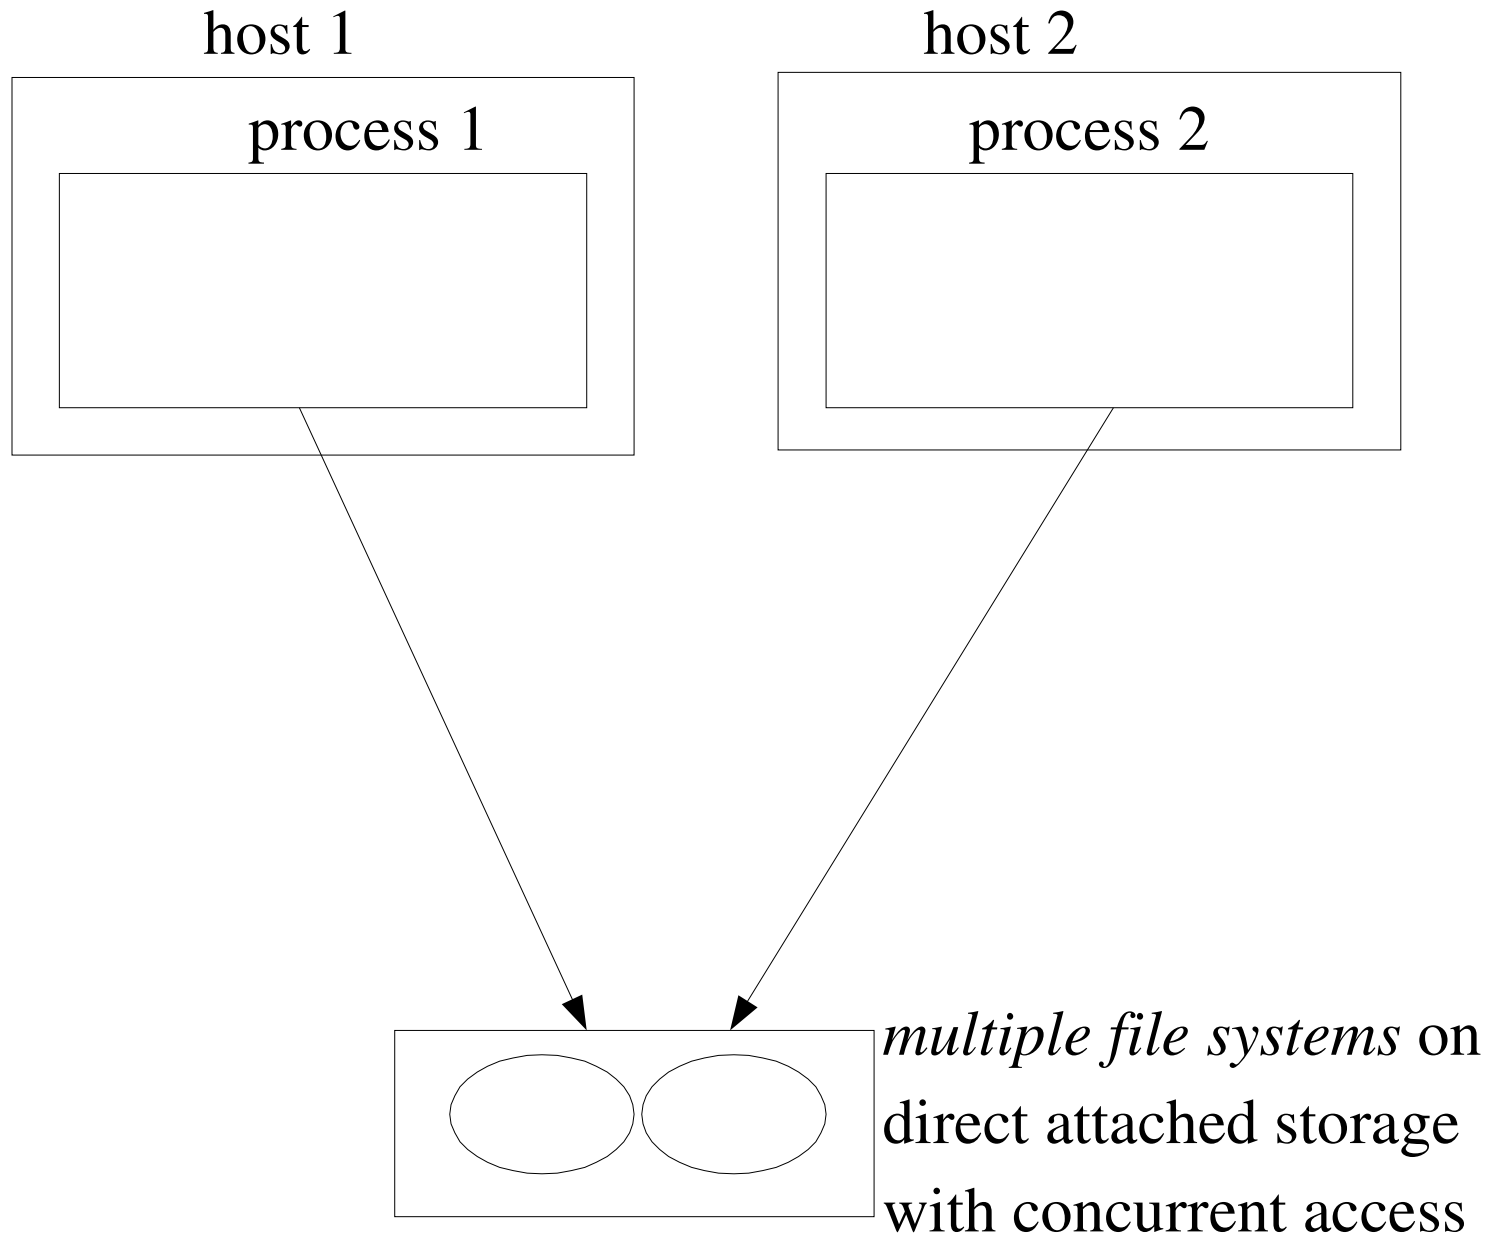 host 1
host 2
process 1
process 2
multiple file systems on
direct attached storage
with concurrent access